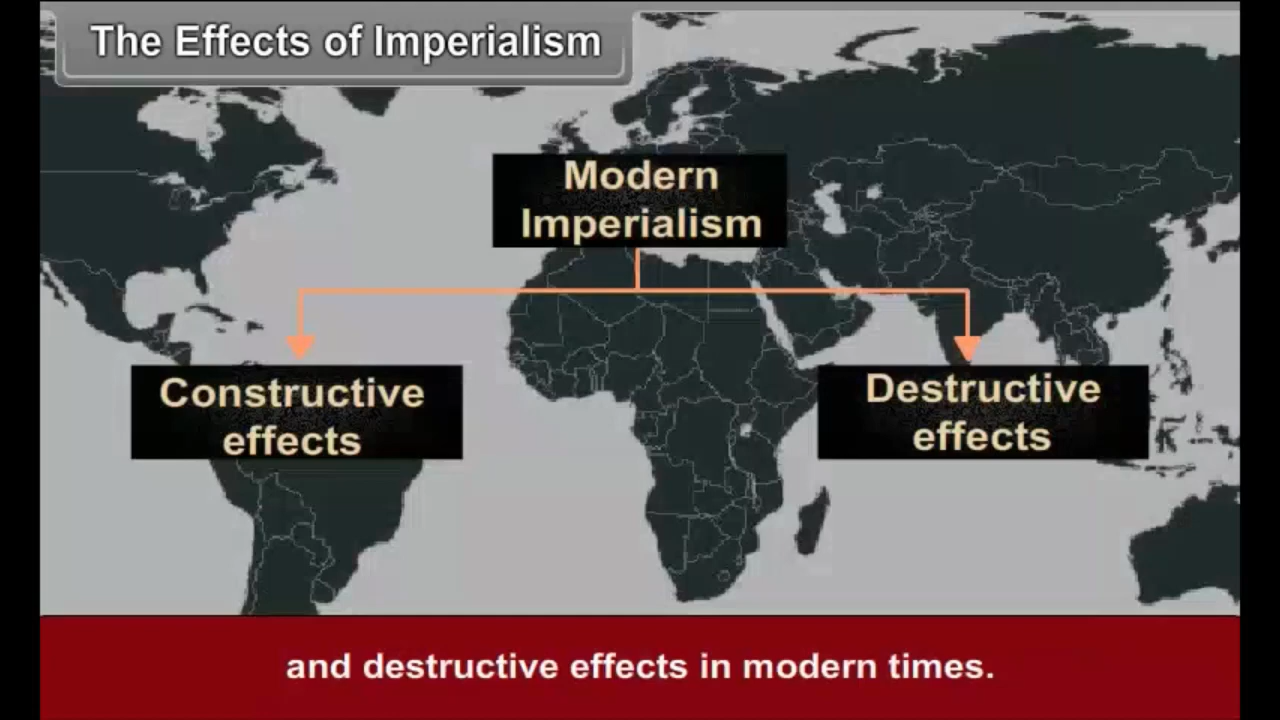 The Effects of Imperialism
Modern
Imperialism
Constructive
effects
Destructive
effects
and destructive effects in modern times.